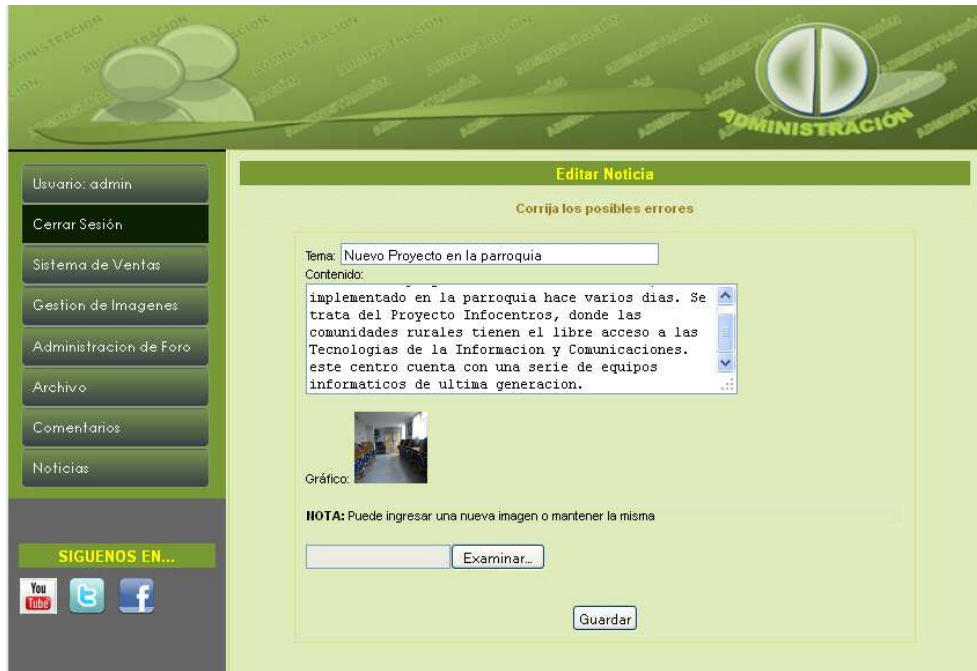 ADMINISTRACIÓN
Usuario: admin
Cerrar Sesión
Sistema de Ventas
Gestion de Imagenes
Administracion de Foro
Archivo
Comentarios
Noticias
SIGUENOS EN...
You
Tube
Editar Noticia
Corrija los posibles errores
Tema: Nuevo Proyecto en la parroquia
Contenido:
implementado en la parroquia hace varios dias. Se
trata del Proyecto Infocentros, donde las
comunidades rurales tienen el libre acceso a las
Tecnologias de la Informacion y Comunicaciones.
este centro cuenta con una serie de equipos
informaticos de ultima generacion.
Gráfico:
NOTA: Puede ingresar una nueva imagen o mantener la misma
Examinar...
Guardar